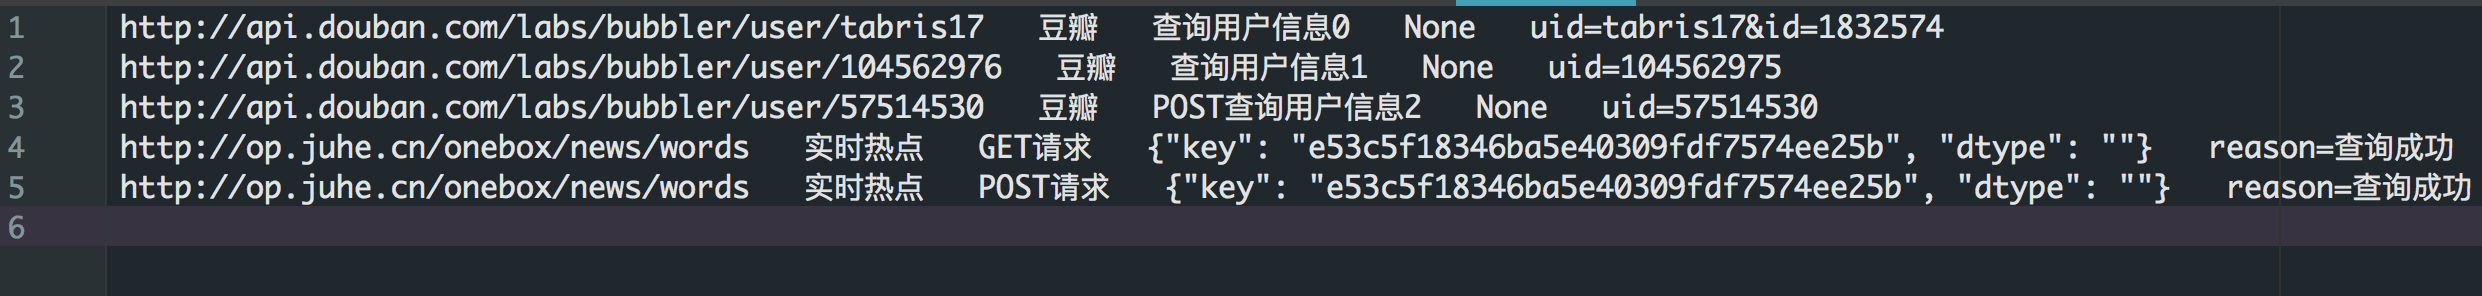 1 http://api.douban.com/labs/bubbler/user/tabris17 豆瓣 查询用户信息0 None uid=tabris17&id=1832574
2 http://api.douban.com/labs/bubbler/user/104562976 豆瓣 查询用户信息1 None uid=104562975
3 http://api.douban.com/labs/bubbler/user/57514530 豆瓣 POST查询用户信息2 None uid=57514530
4 http://op.juhe.cn/onebox/news/words 实时热点 GET请求 {"key": "e53c5f18346ba5e40309fdf7574ee25b", "dtype": ""} reason=查询成功
5 http://op.juhe.cn/onebox/news/words 实时热点 POST请求 {"key": "e53c5f18346ba5e40309fdf7574ee25b", "dtype": ""} reason=查询成功
6